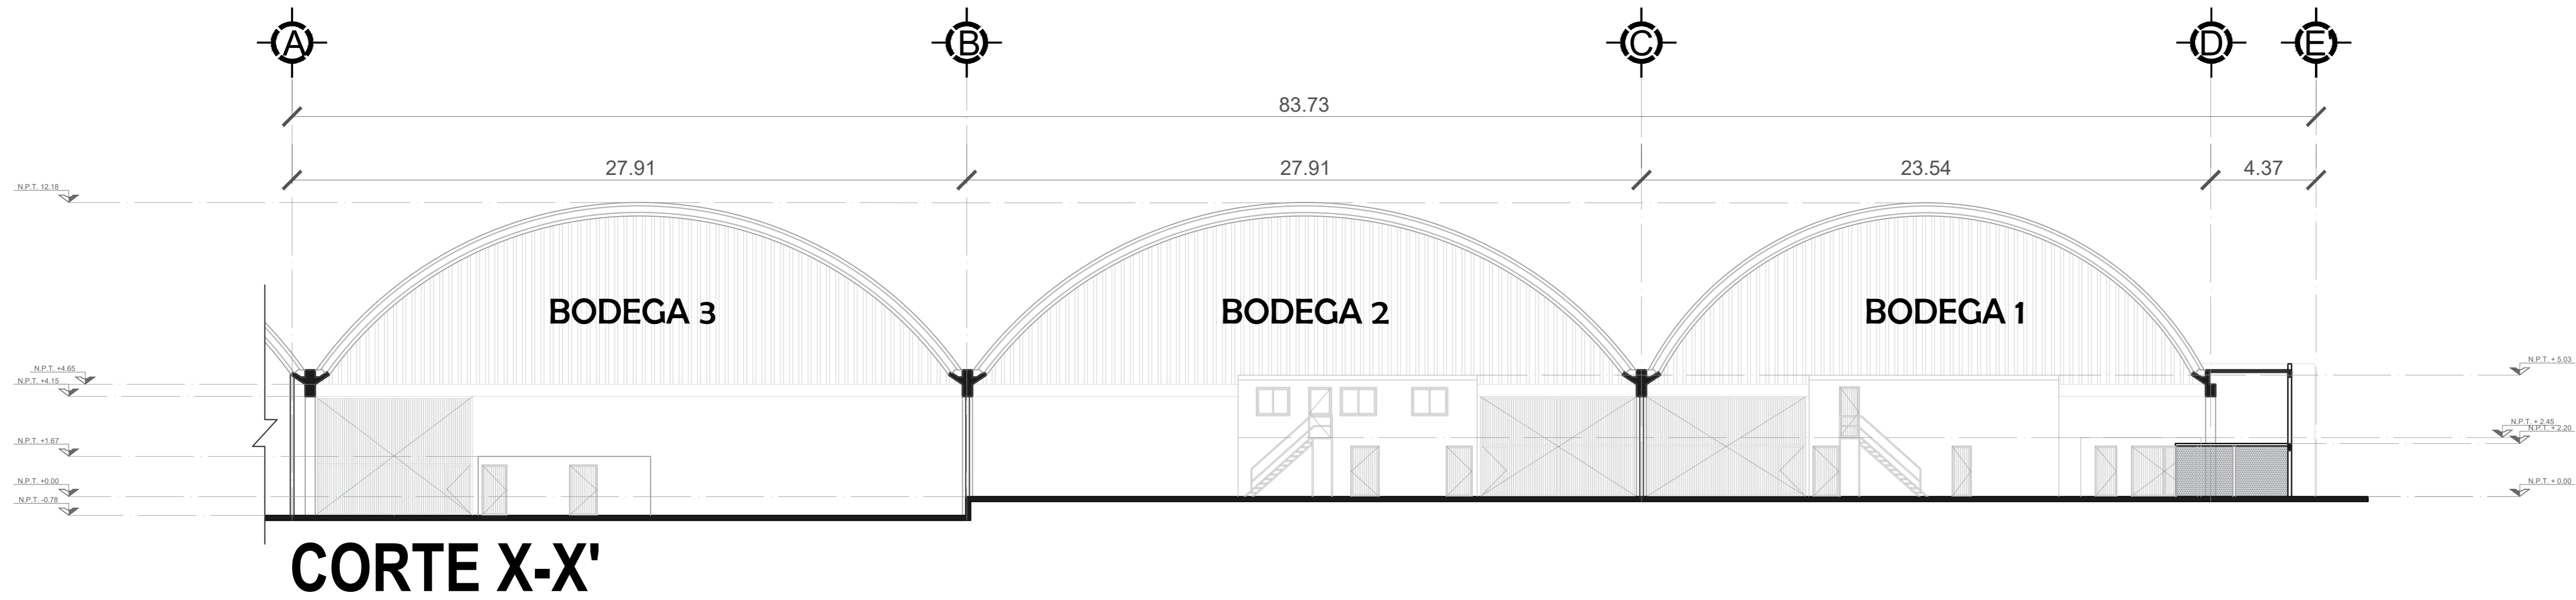 A B C D E'
83.73
27.91 27.91 23.54 4.37
N.P.T. 12.18
BODEGA 3 BODEGA 2 BODEGA 1
N.P.T. + 5.03
N.P.T. +4.65
N.P.T. +4.15
N.P.T. + 2.45
N.P.T. + 2.20
N.P.T. +1.67
N.P.T. +0.00 N.P.T. + 0.00
N.P.T. -0.78
CORTE X-X'